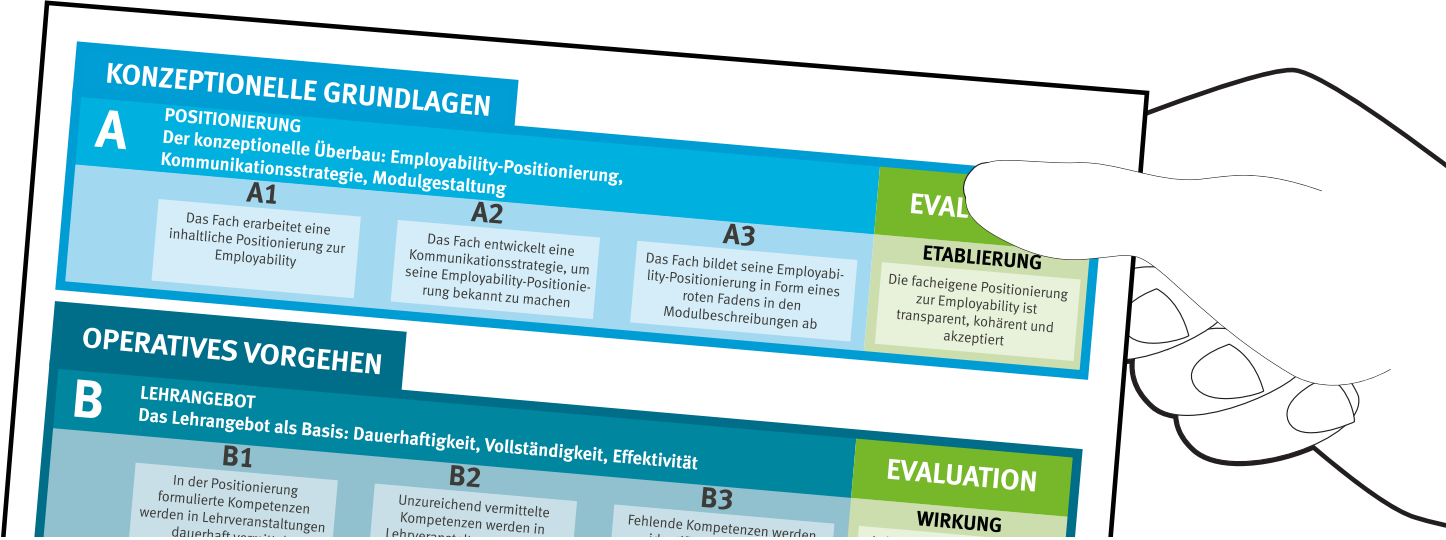 KONZEPTIONELLE GRUNDLAGEN
A
POSITIONIERUNG
Der konzeptionelle Überbau: Employability-Positionierung,
Kommunikationsstrategie, Modulgestaltung
A1
Das Fach erarbeitet eine
inhaltliche Positionierung zur
Employability
A2
Das Fach entwickelt eine
Kommunikationsstrategie, um
seine Employability-Positionie-
rung bekannt zu machen
A3
Das Fach bildet seine Employabi-
lity-Positionierung in Form eines
roten Fadens in den
Modulbeschreibungen ab
EVAL
ETABLIERUNG
Die facheigene Positionierung
zur Employability ist
transparent, kohärent und
akzeptiert
OPERATIVES VORGEHEN
B
LEHRANGEBOT
Das Lehrangebot als Basis: Dauerhaftigkeit, Vollständigkeit, Effektivität
B1
In der Positionierung
formulierte Kompetenzen
werden in Lehrveranstaltungen
dauerhaft
B2
Unzureichend vermittelte
Kompetenzen werden in
B3
Fehlende Kompetenzen werden
EVALUATION
WIRKUNG